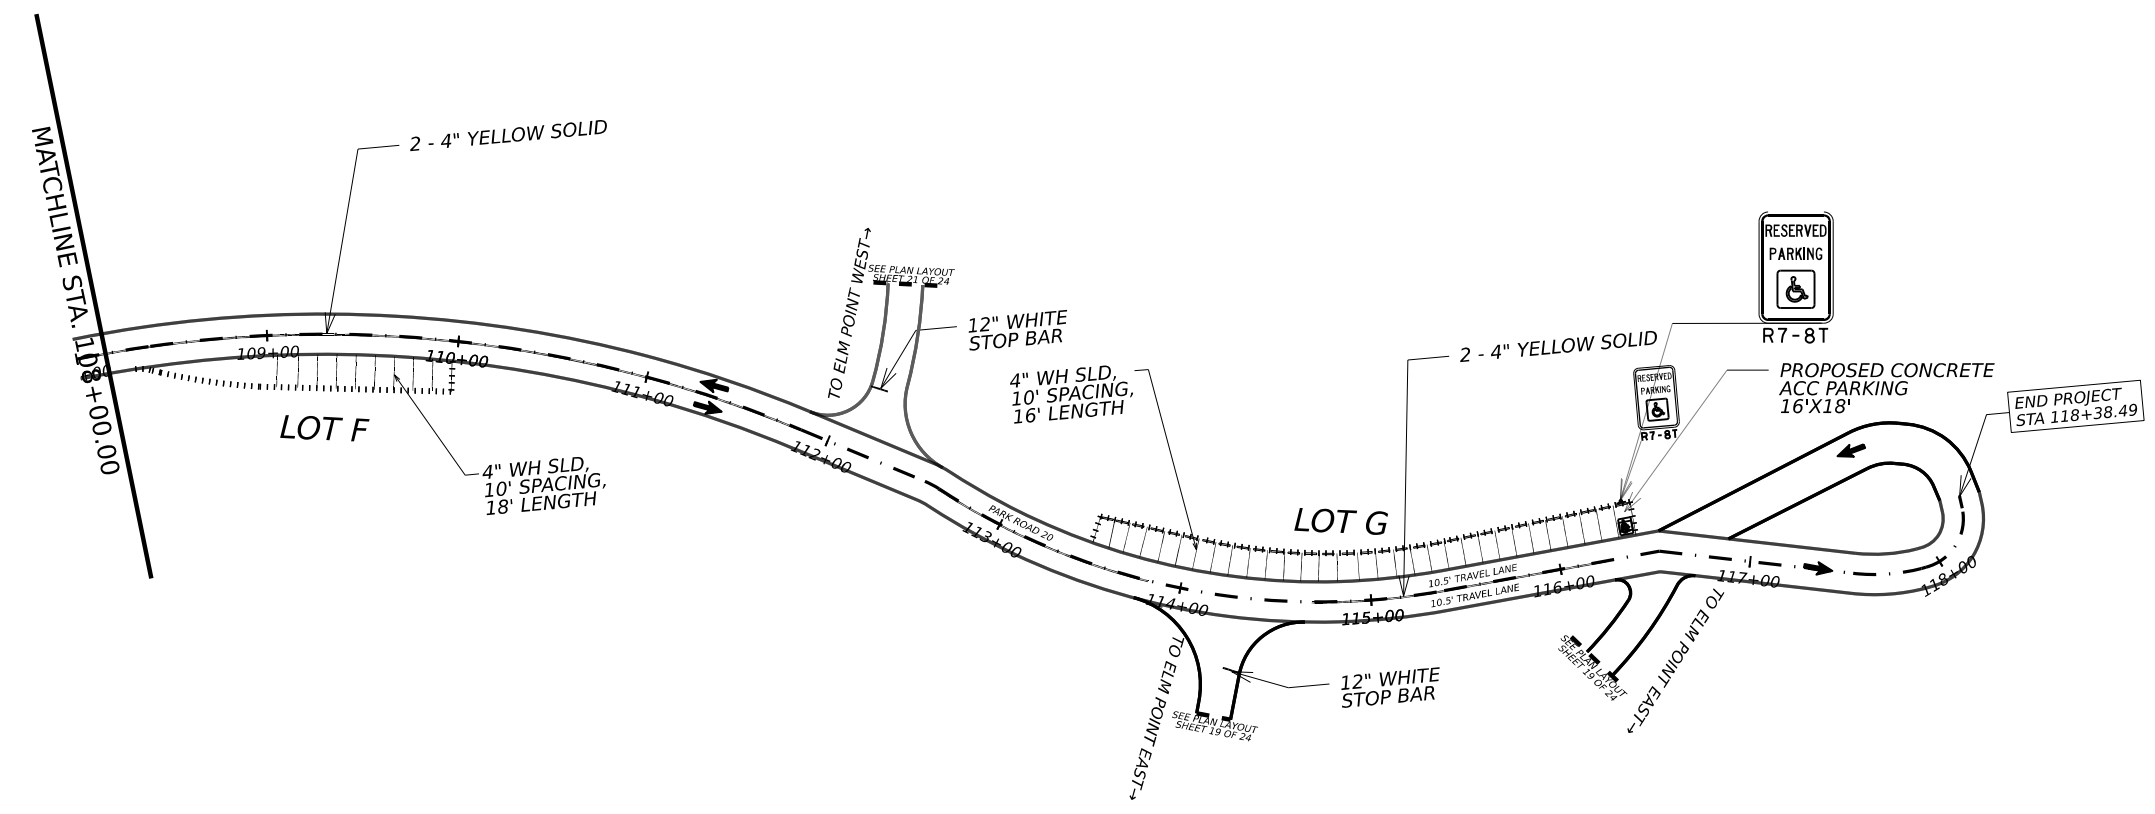 MATCHLINE STA. 108+00.00
2 - 4" YELLOW SOLID
109+00
110+00
LOT F
4" WH SLD,
10' SPACING,
18' LENGTH
111+00
112+00
TO ELM POINT WEST→
SEE PLAN LAYOUT
SHEET 21 OF 24
12" WHITE
STOP BAR
PARK ROAD 20
113+00
4" WH SLD,
10' SPACING,
16' LENGTH
114+00
LOT G
2 - 4" YELLOW SOLID
10.5' TRAVEL LANE
10.5' TRAVEL LANE
115+00
116+00
TO ELM POINT EAST→
SEE PLAN LAYOUT
SHEET 19 OF 24
12" WHITE
STOP BAR
RESERVED
PARKING
R7-8T
RESERVED
PARKING
R7-8T
PROPOSED CONCRETE
ACC PARKING
16'X18'
END PROJECT
STA 118+38.49
117+00
118+00
SEE PLAN LAYOUT
SHEET 19 OF 24
TO ELM POINT EAST→